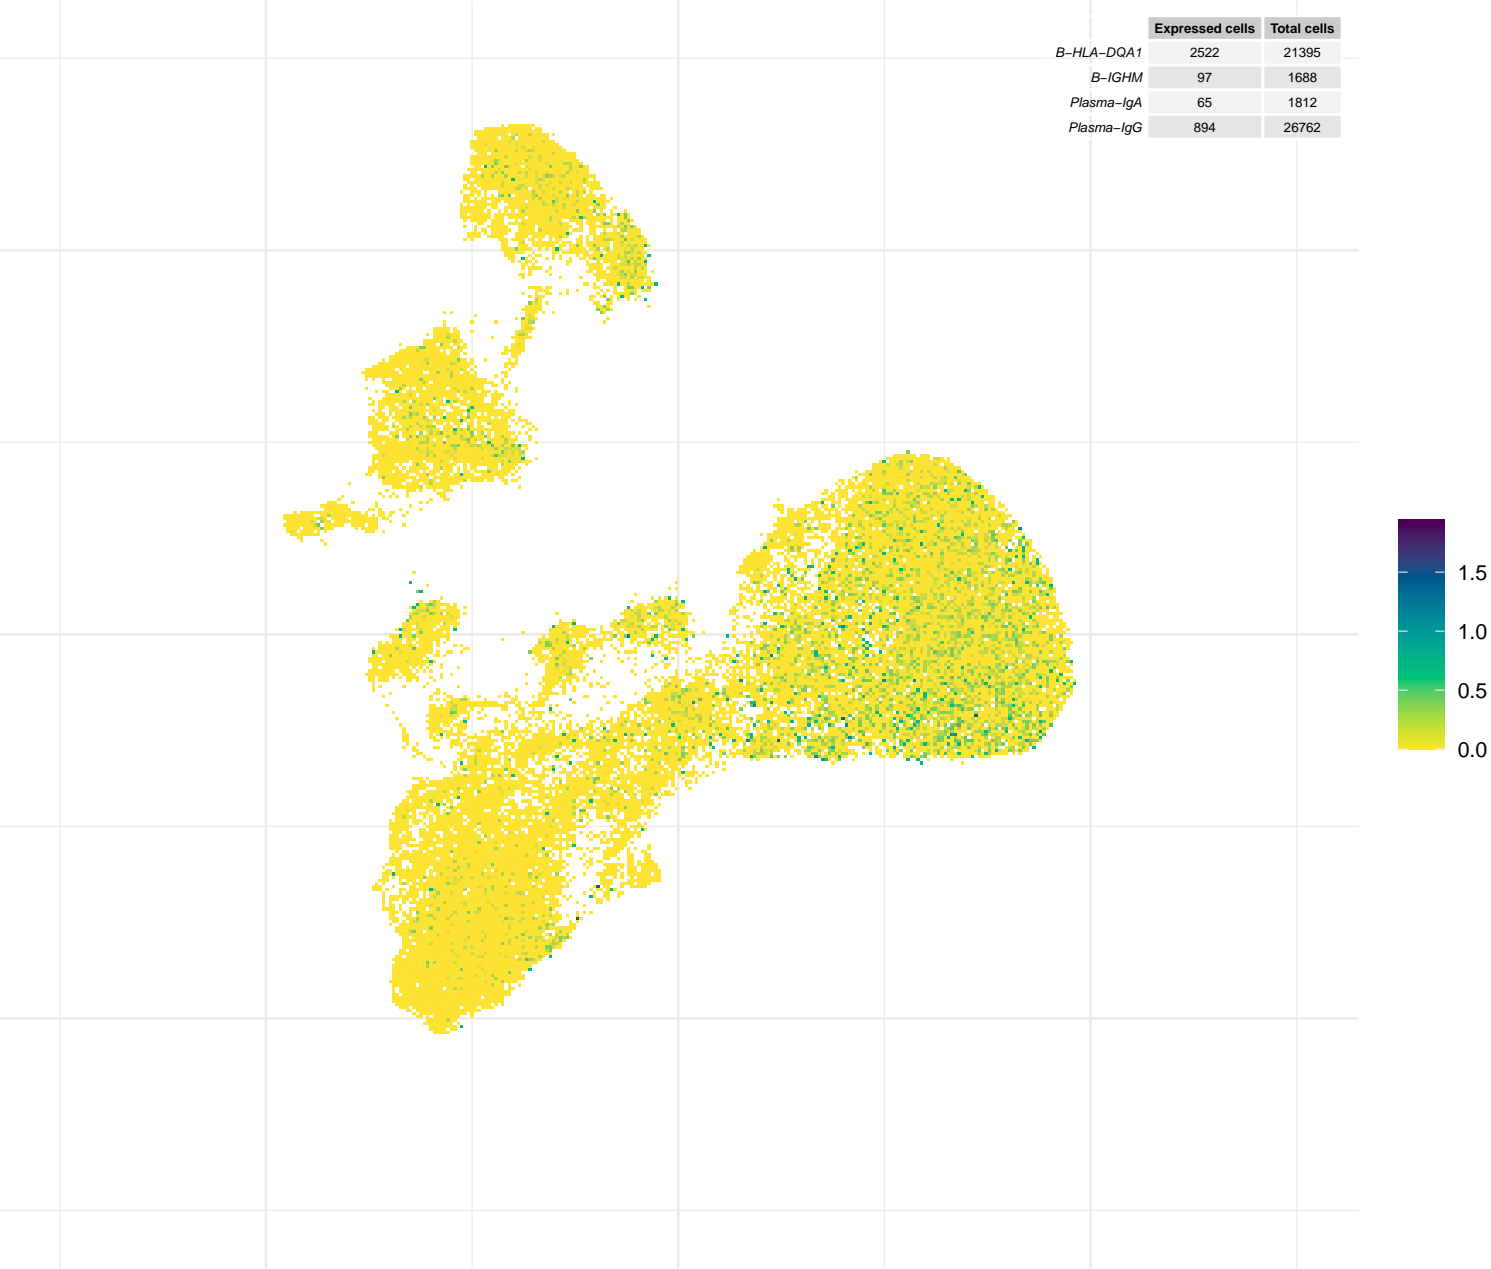 Expressed cells Total cells
B−HLA−DQA1 2522 21395
B−IGHM 97 1688
Plasma−IgA 65 1812
Plasma−IgG 894 26762
1.5
1.0
0.5
0.0